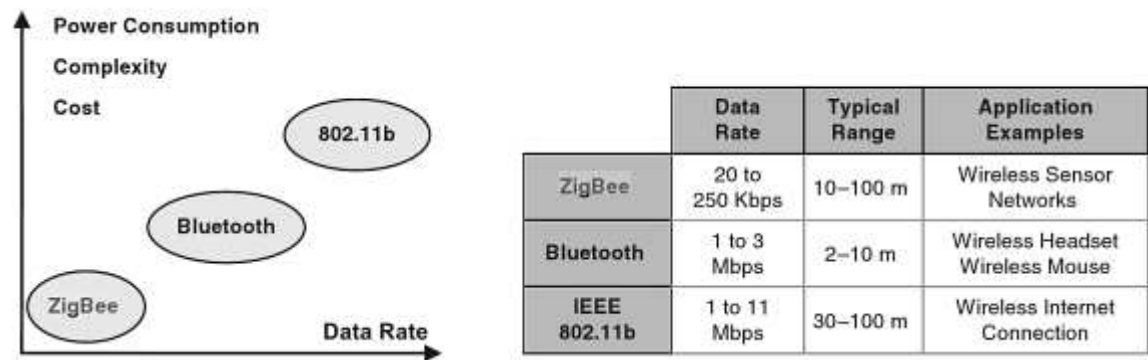 Power Consumption
Complexity
Cost
802.11b
Bluetooth
ZigBee
Data Rate
Data Typical Application
Rate Range Examples
ZigBee 20 to 250 Kbps 10–100 m Wireless Sensor Networks
Bluetooth 1 to 3 Mbps 2–10 m Wireless Headset Wireless Mouse
IEEE 802.11b 1 to 11 Mbps 30–100 m Wireless Internet Connection